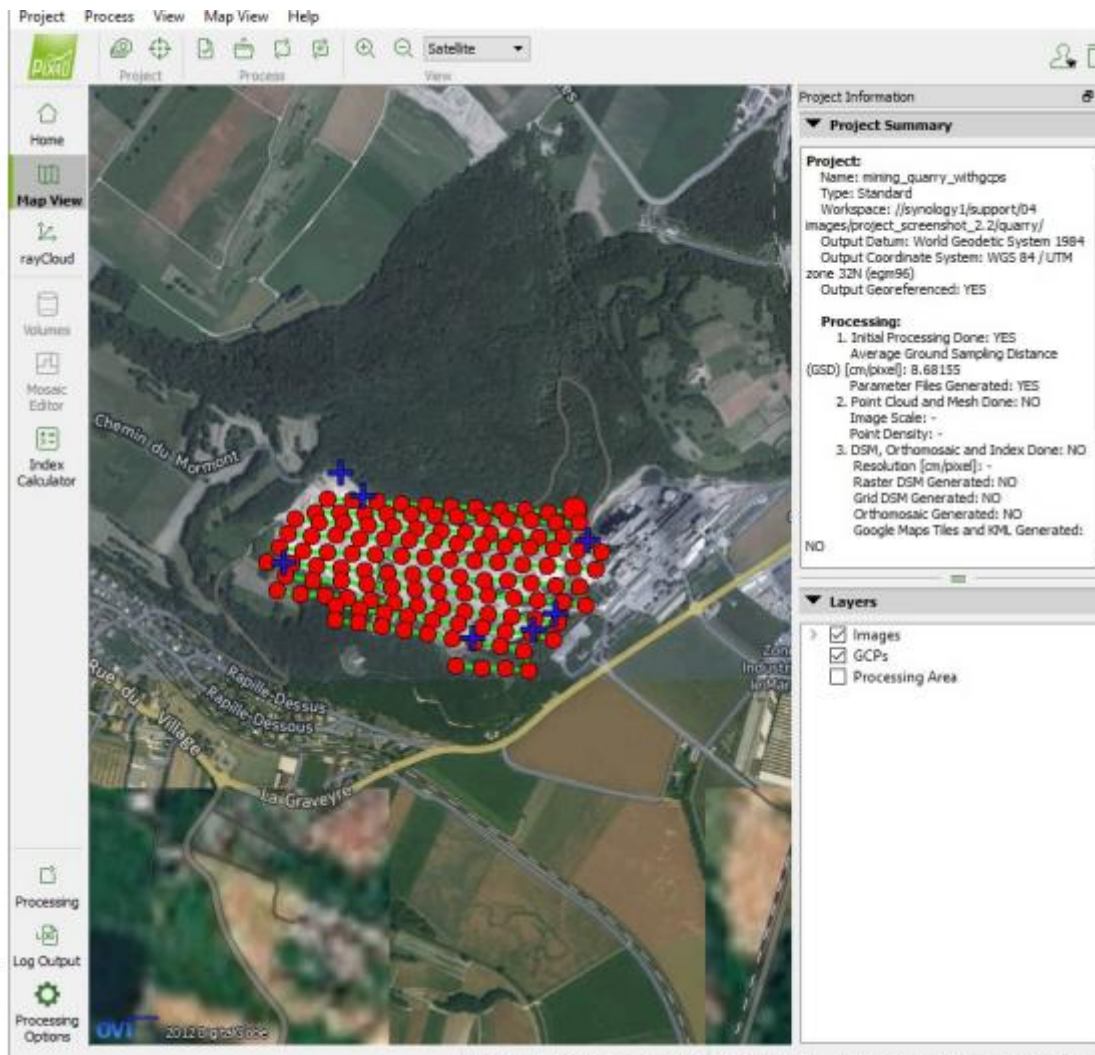 Project Process View Map View Help
PIX4D
Satellite
Project Process View
Home
Map View
rayCloud
Volumes
Mosaic
Editor
Index
Calculator
Processing
Log Output
Processing
Options
Chemin du Mormont
Rapille-Dessus
Rapille-Dessous
Rue du Village
La Graveyre
Zone
Industri
le Mar
OVI
2012 DigitalGlobe
Project Information
Project Summary
Project:
Name: mining_quarry_withgcps
Type: Standard
Workspace: //synology1/support/04
images/project_screenshot_2.2/quarry/
Output Datum: World Geodetic System 1984
Output Coordinate System: WGS 84 / UTM
zone 32N (egm96)
Output Georeferenced: YES
Processing:
1. Initial Processing Done: YES
Average Ground Sampling Distance
(GSD) [cm/pixel]: 8.68155
Parameter Files Generated: YES
2. Point Cloud and Mesh Done: NO
Image Scale: -
Point Density: -
3. DSM, Orthomosaic and Index Done: NO
Resolution [cm/pixel]: -
Raster DSM Generated: NO
Grid DSM Generated: NO
Orthomosaic Generated: NO
Google Maps Tiles and KML Generated:
NO
Layers
Images
GCPs
Processing Area